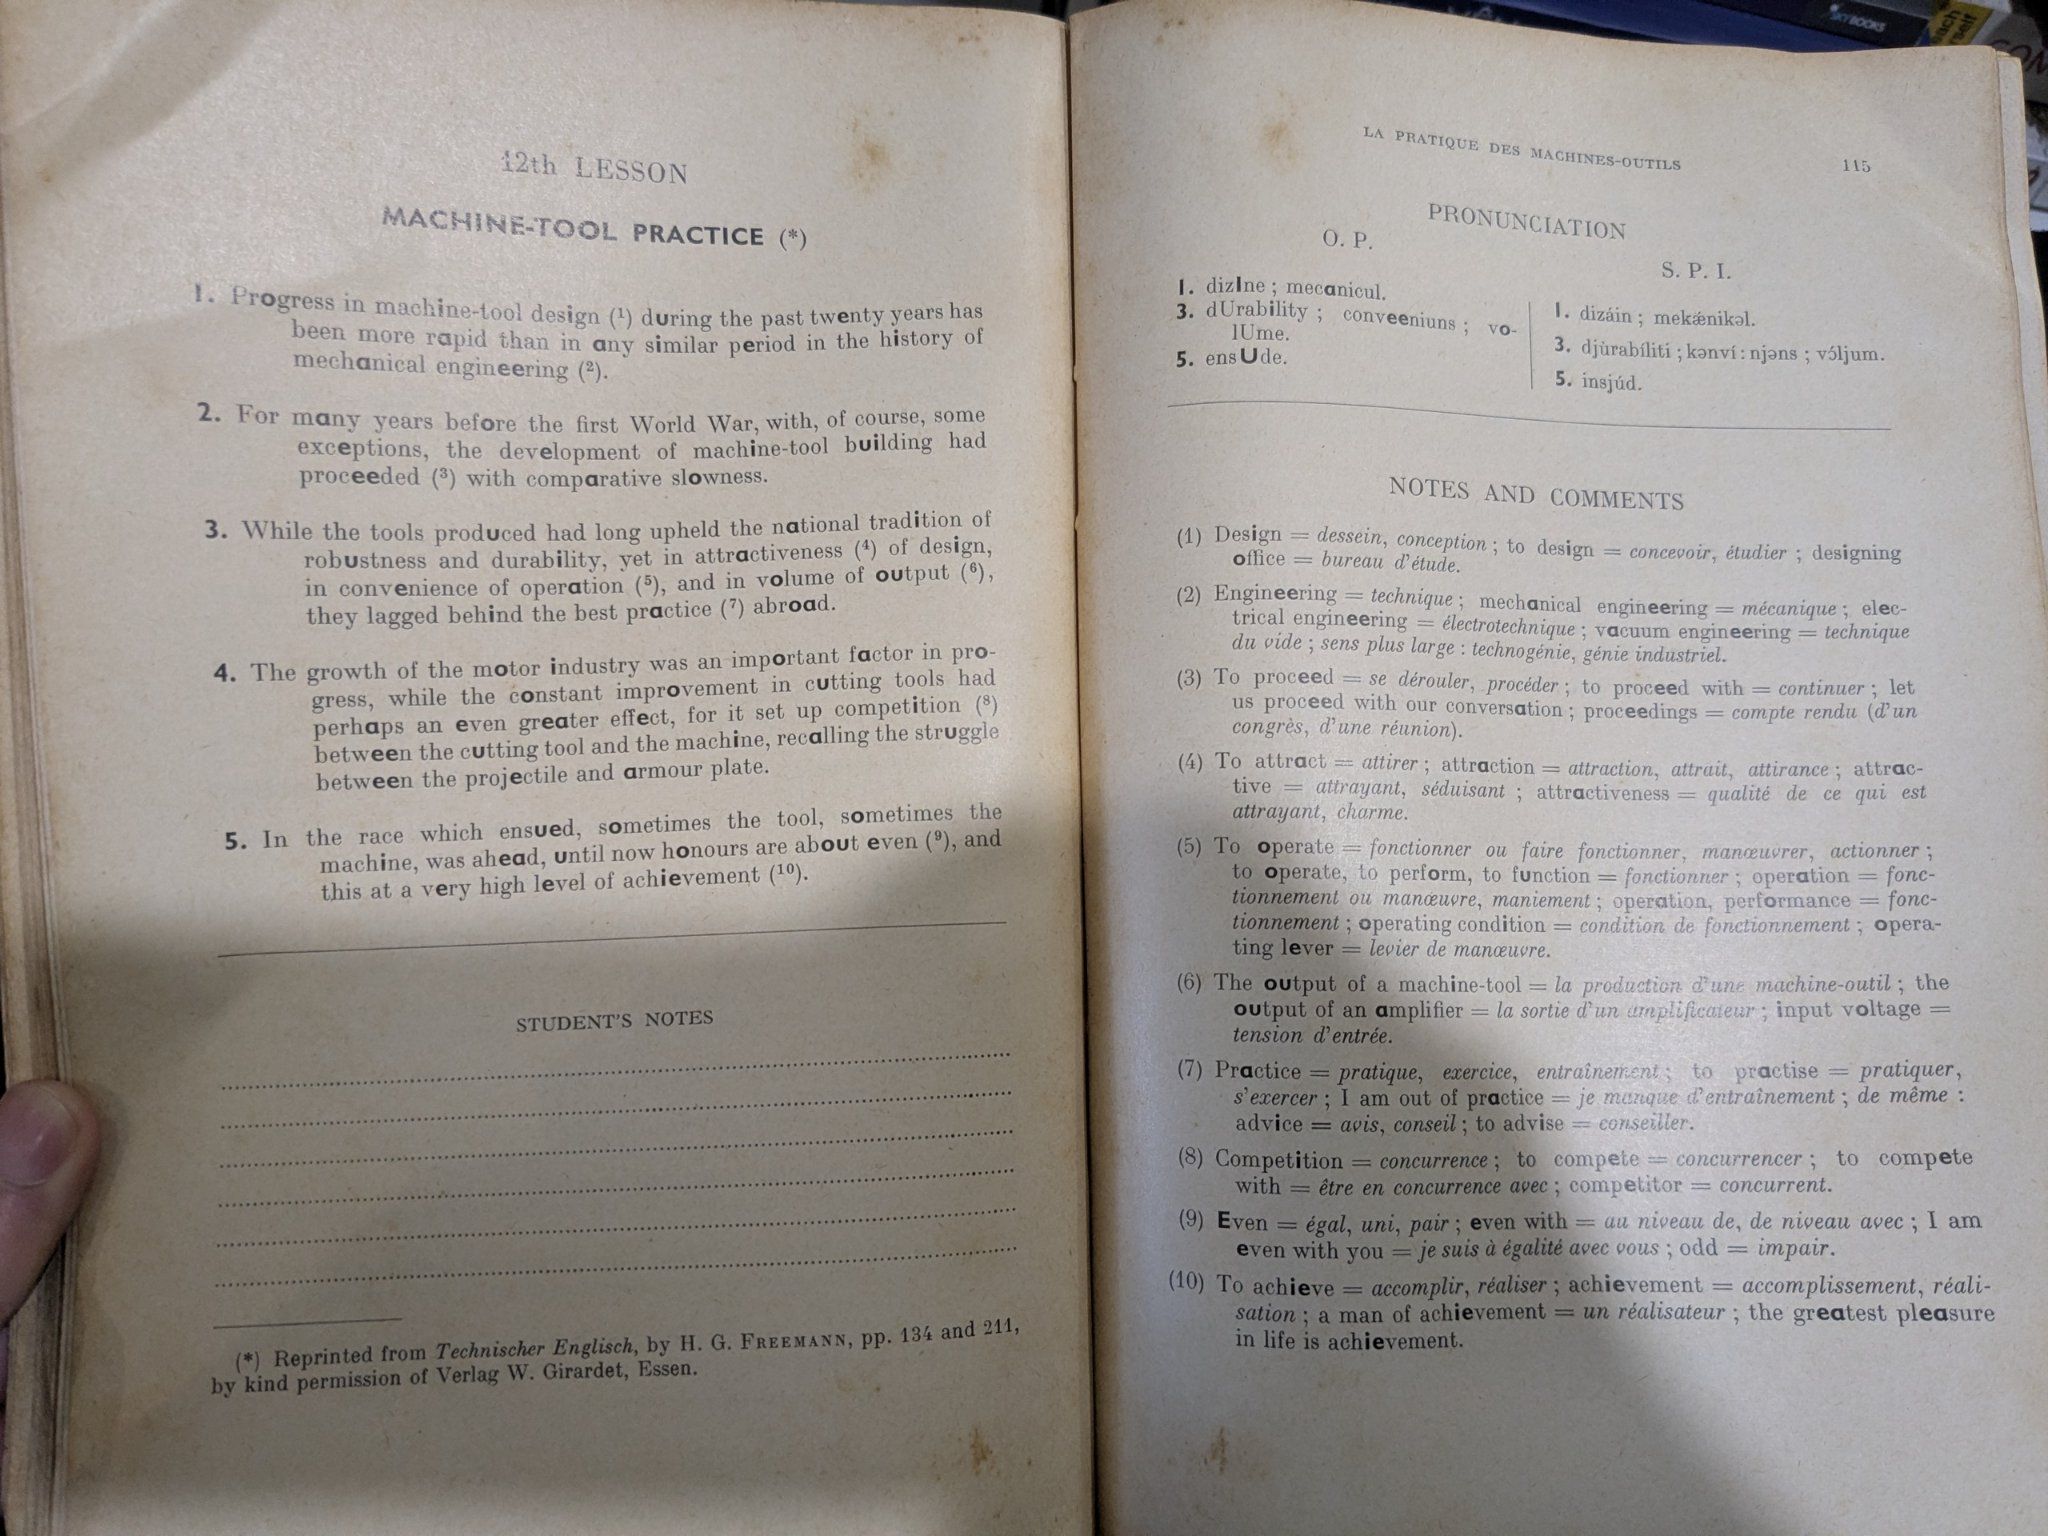 12th LESSON
MACHINE-TOOL PRACTICE (*)
1. Progress in machine-tool design (¹) during the past twenty years has
been more rapid than in any similar period in the history of
mechanical engineering (²).
2. For many years before the first World War, with, of course, some
exceptions, the development of machine-tool building had
proceeded (³) with comparative slowness.
3. While the tools produced had long upheld the national tradition of
robustness and durability, yet in attractiveness (⁴) of design,
in convenience of operation (⁵), and in volume of output (⁶),
they lagged behind the best practice (⁷) abroad.
4. The growth of the motor industry was an important factor in pro-
gress, while the constant improvement in cutting tools had
perhaps an even greater effect, for it set up competition (⁸)
between the cutting tool and the machine, recalling the struggle
between the projectile and armour plate.
5. In the race which ensued, sometimes the tool, sometimes the
machine, was ahead, until now honours are about even (⁹), and
this at a very high level of achievement (¹⁰).
STUDENT'S NOTES
(*) Reprinted from Technischer Englisch, by H. G. FREEMANN, pp. 134 and 211,
by kind permission of Verlag W. Girardet, Essen.
LA PRATIQUE DES MACHINES-OUTILS 115
PRONUNCIATION
O. P.
1. dizIne ; mecanicul.
3. dUrability ; conveeniuns ; vo-
lUme.
5. ensUde.
S. P. I.
1. dizáin ; mekǽnikəl.
3. djùrabíliti ; kənví : njəns ; vóljum.
5. insjúd.
NOTES AND COMMENTS
(1) Design = dessein, conception ; to design = concevoir, étudier ; designing
office = bureau d'étude.
(2) Engineering = technique ; mechanical engineering = mécanique ; elec-
trical engineering = électrotechnique ; vacuum engineering = technique
du vide ; sens plus large : technogénie, génie industriel.
(3) To proceed = se dérouler, procéder ; to proceed with = continuer ; let
us proceed with our conversation ; proceedings = compte rendu (d'un
congrès, d'une réunion).
(4) To attract = attirer ; attraction = attraction, attrait, attirance ; attrac-
tive = attrayant, séduisant ; attractiveness = qualité de ce qui est
attrayant, charme.
(5) To operate = fonctionner ou faire fonctionner, manœuvrer, actionner ;
to operate, to perform, to function = fonctionner ; operation = fonc-
tionnement ou manœuvre, maniement ; operation, performance = fonc-
tionnement ; operating condition = condition de fonctionnement ; opera-
ting lever = levier de manœuvre.
(6) The output of a machine-tool = la production d'une machine-outil ; the
output of an amplifier = la sortie d'un amplificateur ; input voltage =
tension d'entrée.
(7) Practice = pratique, exercice, entraînement ; to practise = pratiquer,
s'exercer ; I am out of practice = je manque d'entraînement ; de même :
advice = avis, conseil ; to advise = conseiller.
(8) Competition = concurrence ; to compete = concurrencer ; to compete
with = être en concurrence avec ; competitor = concurrent.
(9) Even = égal, uni, pair ; even with = au niveau de, de niveau avec ; I am
even with you = je suis à égalité avec vous ; odd = impair.
(10) To achieve = accomplir, réaliser ; achievement = accomplissement, réali-
sation ; a man of achievement = un réalisateur ; the greatest pleasure
in life is achievement.
SKYBOOKS